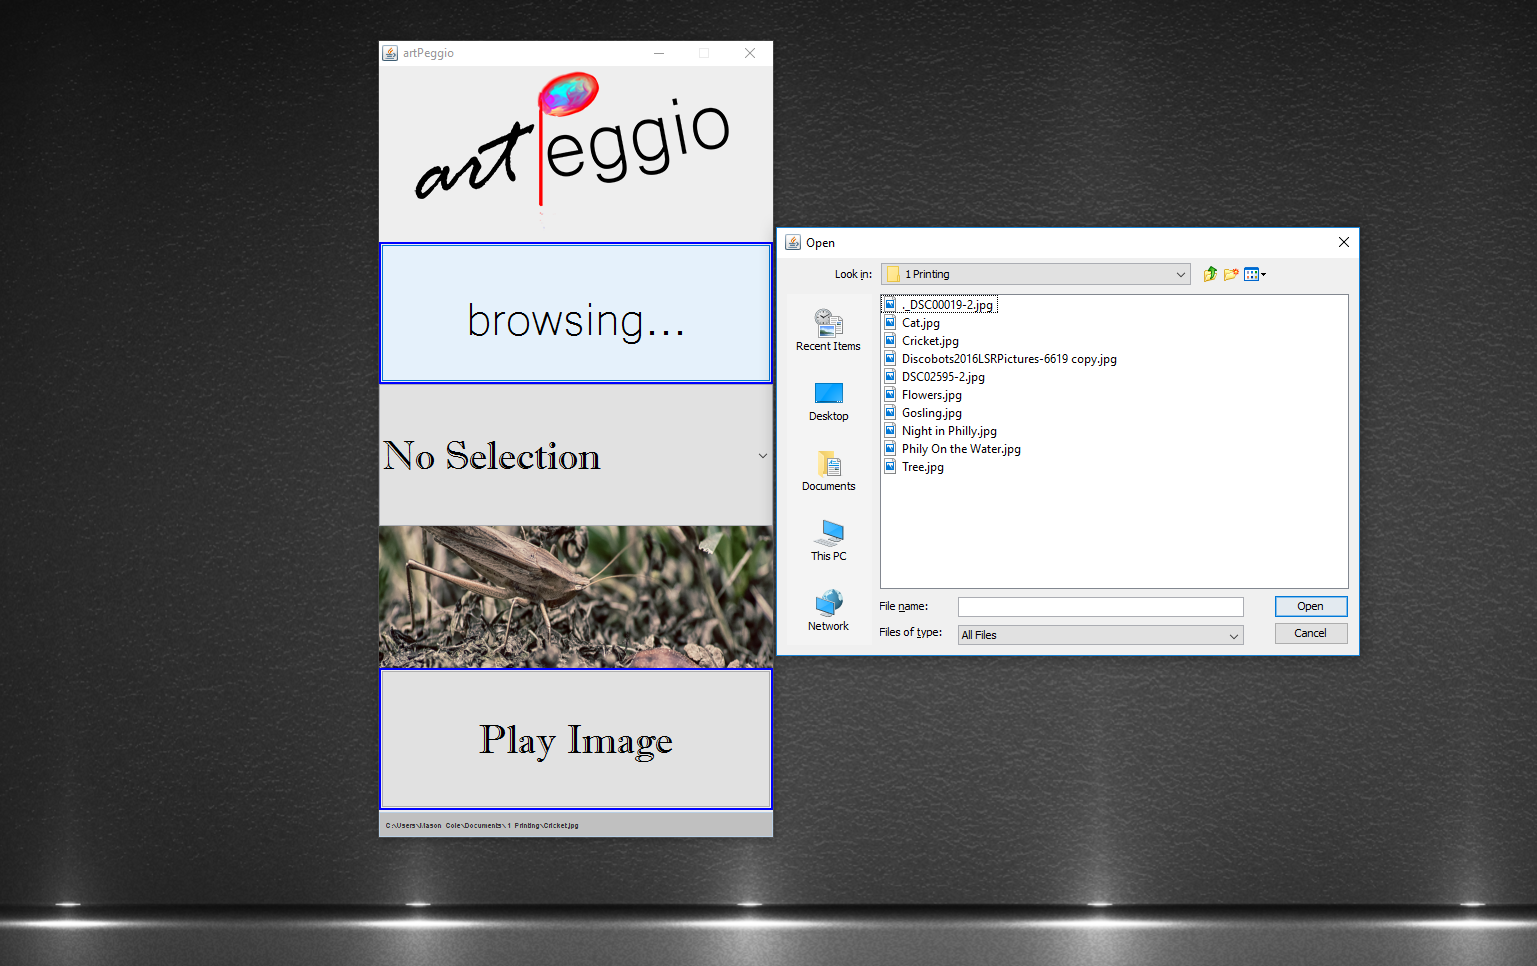 artPeggio
artPeggio
browsing...
No Selection
Play Image
C:\Users\Mason Cole\Documents\1 Printing\Cricket.jpg
Open
Look in:
1 Printing
Recent Items
Desktop
Documents
This PC
Network
._DSC00019-2.jpg
Cat.jpg
Cricket.jpg
Discobots2016LSRPictures-6619 copy.jpg
DSC02595-2.jpg
Flowers.jpg
Gosling.jpg
Night in Philly.jpg
Phily On the Water.jpg
Tree.jpg
File name:
Open
Files of type:
All Files
Cancel